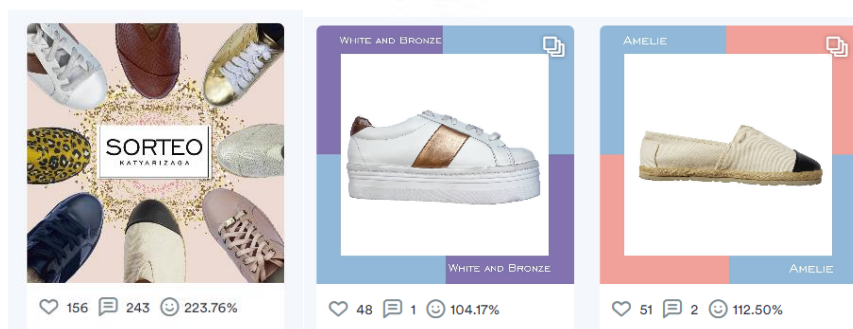 SORTEO
KATYARIZAGA
156 243 223.76%
WHITE AND BRONZE
WHITE AND BRONZE
48 1 104.17%
AMELIE
AMELIE
51 2 112.50%